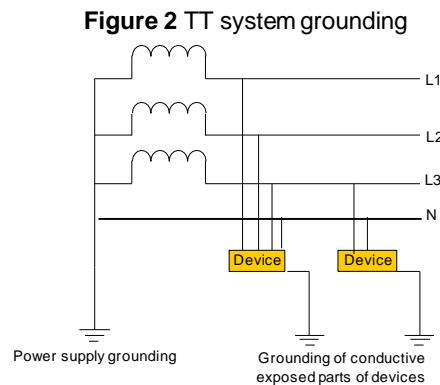 Figure 2 TT system grounding
L1
L2
L3
N
Device
Device
Power supply grounding
Grounding of conductive
exposed parts of devices